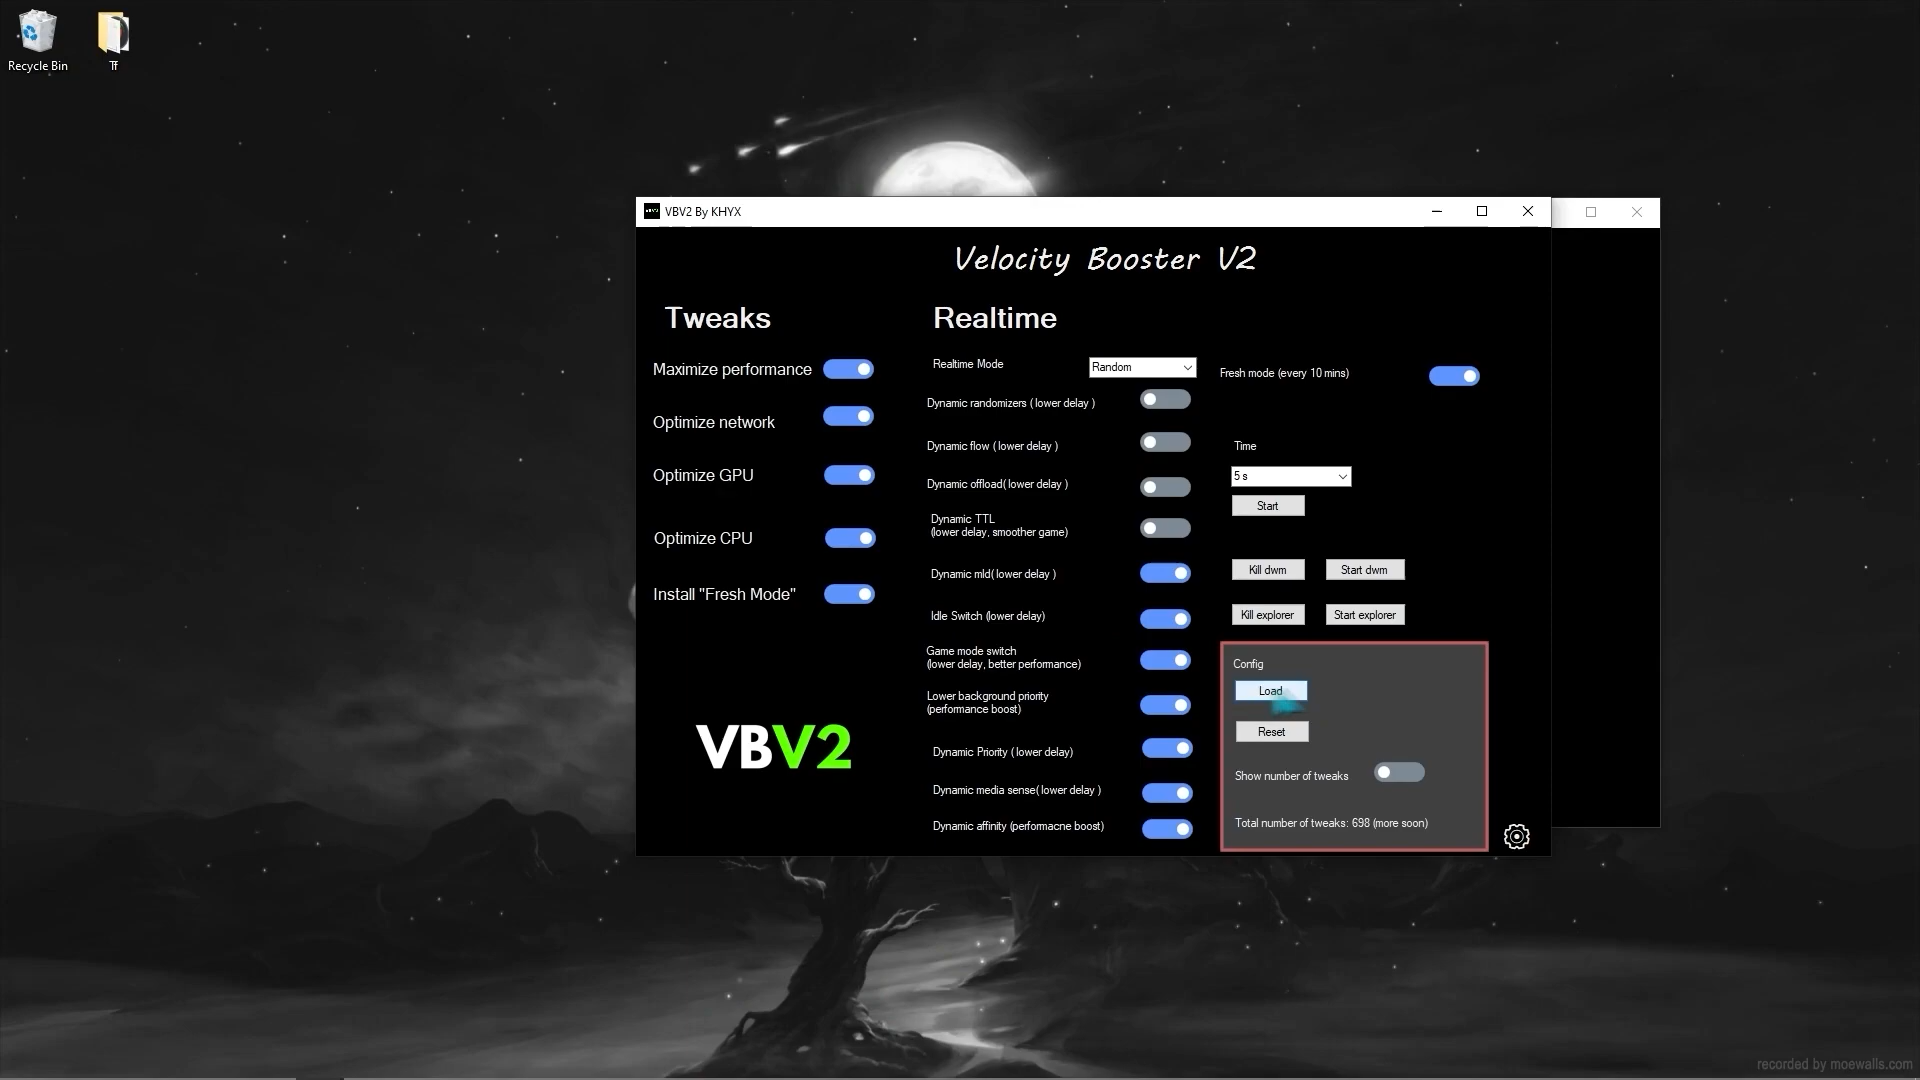 Recycle Bin
Tf
VBV2 By KHYX
Velocity Booster V2
Tweaks
Maximize performance
Optimize network
Optimize GPU
Optimize CPU
Install "Fresh Mode"
VBV2
Realtime
Realtime Mode
Random
Dynamic randomizers ( lower delay )
Dynamic flow ( lower delay )
Dynamic offload( lower delay )
Dynamic TTL
(lower delay, smoother game)
Dynamic mld( lower delay )
Idle Switch (lower delay)
Game mode switch
(lower delay, better performance)
Lower background priority
(performance boost)
Dynamic Priority ( lower delay)
Dynamic media sense( lower delay )
Dynamic affinity (performacne boost)
Fresh mode (every 10 mins)
Time
5 s
Start
Kill dwm
Start dwm
Kill explorer
Start explorer
Config
Load
Reset
Show number of tweaks
Total number of tweaks: 698 (more soon)
recorded by moewalls.com